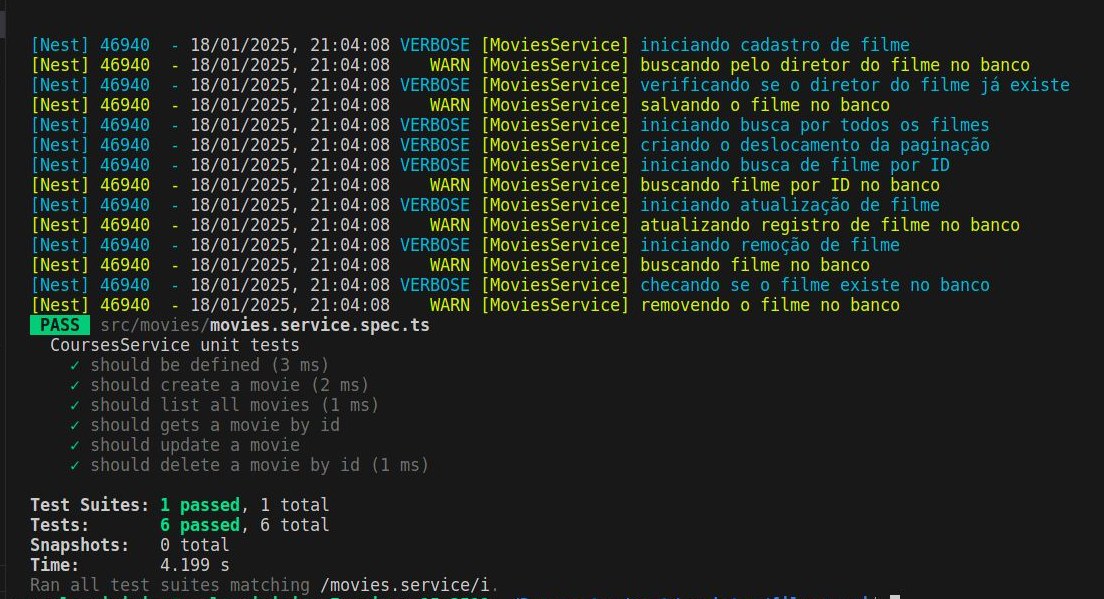 [Nest] 46940  - 18/01/2025, 21:04:08 VERBOSE [MoviesService] iniciando cadastro de filme
[Nest] 46940  - 18/01/2025, 21:04:08    WARN [MoviesService] buscando pelo diretor do filme no banco
[Nest] 46940  - 18/01/2025, 21:04:08 VERBOSE [MoviesService] verificando se o diretor do filme já existe
[Nest] 46940  - 18/01/2025, 21:04:08    WARN [MoviesService] salvando o filme no banco
[Nest] 46940  - 18/01/2025, 21:04:08 VERBOSE [MoviesService] iniciando busca por todos os filmes
[Nest] 46940  - 18/01/2025, 21:04:08 VERBOSE [MoviesService] criando o deslocamento da paginação
[Nest] 46940  - 18/01/2025, 21:04:08 VERBOSE [MoviesService] iniciando busca de filme por ID
[Nest] 46940  - 18/01/2025, 21:04:08    WARN [MoviesService] buscando filme por ID no banco
[Nest] 46940  - 18/01/2025, 21:04:08 VERBOSE [MoviesService] iniciando atualização de filme
[Nest] 46940  - 18/01/2025, 21:04:08    WARN [MoviesService] atualizando registro de filme no banco
[Nest] 46940  - 18/01/2025, 21:04:08 VERBOSE [MoviesService] iniciando remoção de filme
[Nest] 46940  - 18/01/2025, 21:04:08    WARN [MoviesService] buscando filme no banco
[Nest] 46940  - 18/01/2025, 21:04:08 VERBOSE [MoviesService] checando se o filme existe no banco
[Nest] 46940  - 18/01/2025, 21:04:08    WARN [MoviesService] removendo o filme no banco
PASS src/movies/movies.service.spec.ts
CoursesService unit tests
✓ should be defined (3 ms)
✓ should create a movie (2 ms)
✓ should list all movies (1 ms)
✓ should gets a movie by id
✓ should update a movie
✓ should delete a movie by id (1 ms)
Test Suites: 1 passed, 1 total
Tests:       6 passed, 6 total
Snapshots:   0 total
Time:        4.199 s
Ran all test suites matching /movies.service/i.